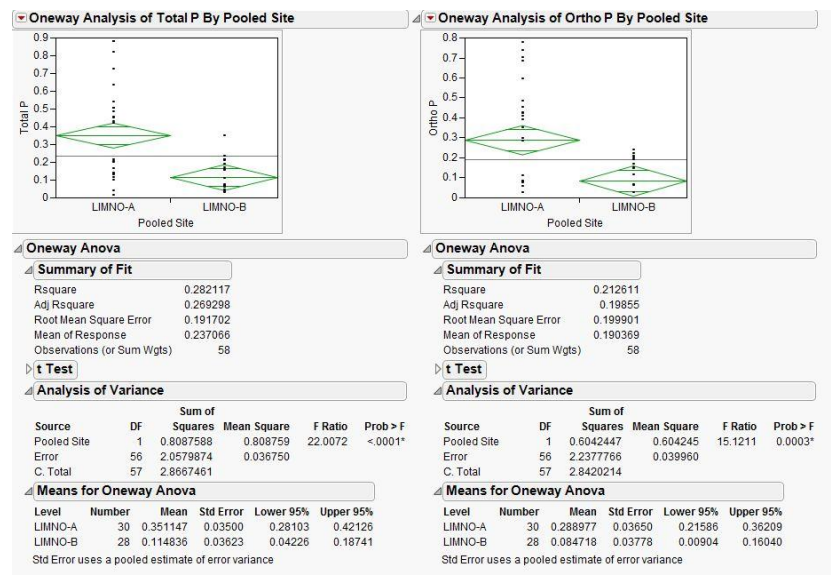 Oneway Analysis of Total P By Pooled Site
0.9
0.8
0.7
0.6
0.5
0.4
0.3
0.2
0.1
0
Total P
LIMNO-A LIMNO-B
Pooled Site
Oneway Anova
Summary of Fit
Rsquare 0.282117
Adj Rsquare 0.269298
Root Mean Square Error 0.191702
Mean of Response 0.237066
Observations (or Sum Wgts) 58
t Test
Analysis of Variance
Sum of
Source DF Squares Mean Square F Ratio Prob > F
Pooled Site 1 0.8087588 0.808759 22.0072 <.0001*
Error 56 2.0579874 0.036750
C. Total 57 2.8667461
Means for Oneway Anova
Level Number Mean Std Error Lower 95% Upper 95%
LIMNO-A 30 0.351147 0.03500 0.28103 0.42126
LIMNO-B 28 0.114836 0.03623 0.04226 0.18741
Std Error uses a pooled estimate of error variance
Oneway Analysis of Ortho P By Pooled Site
0.8
0.7
0.6
0.5
0.4
0.3
0.2
0.1
0
Ortho P
LIMNO-A LIMNO-B
Pooled Site
Oneway Anova
Summary of Fit
Rsquare 0.212611
Adj Rsquare 0.19855
Root Mean Square Error 0.199901
Mean of Response 0.190369
Observations (or Sum Wgts) 58
t Test
Analysis of Variance
Sum of
Source DF Squares Mean Square F Ratio Prob > F
Pooled Site 1 0.6042447 0.604245 15.1211 0.0003*
Error 56 2.2377766 0.039960
C. Total 57 2.8420214
Means for Oneway Anova
Level Number Mean Std Error Lower 95% Upper 95%
LIMNO-A 30 0.288977 0.03650 0.21586 0.36209
LIMNO-B 28 0.084718 0.03778 0.00904 0.16040
Std Error uses a pooled estimate of error variance